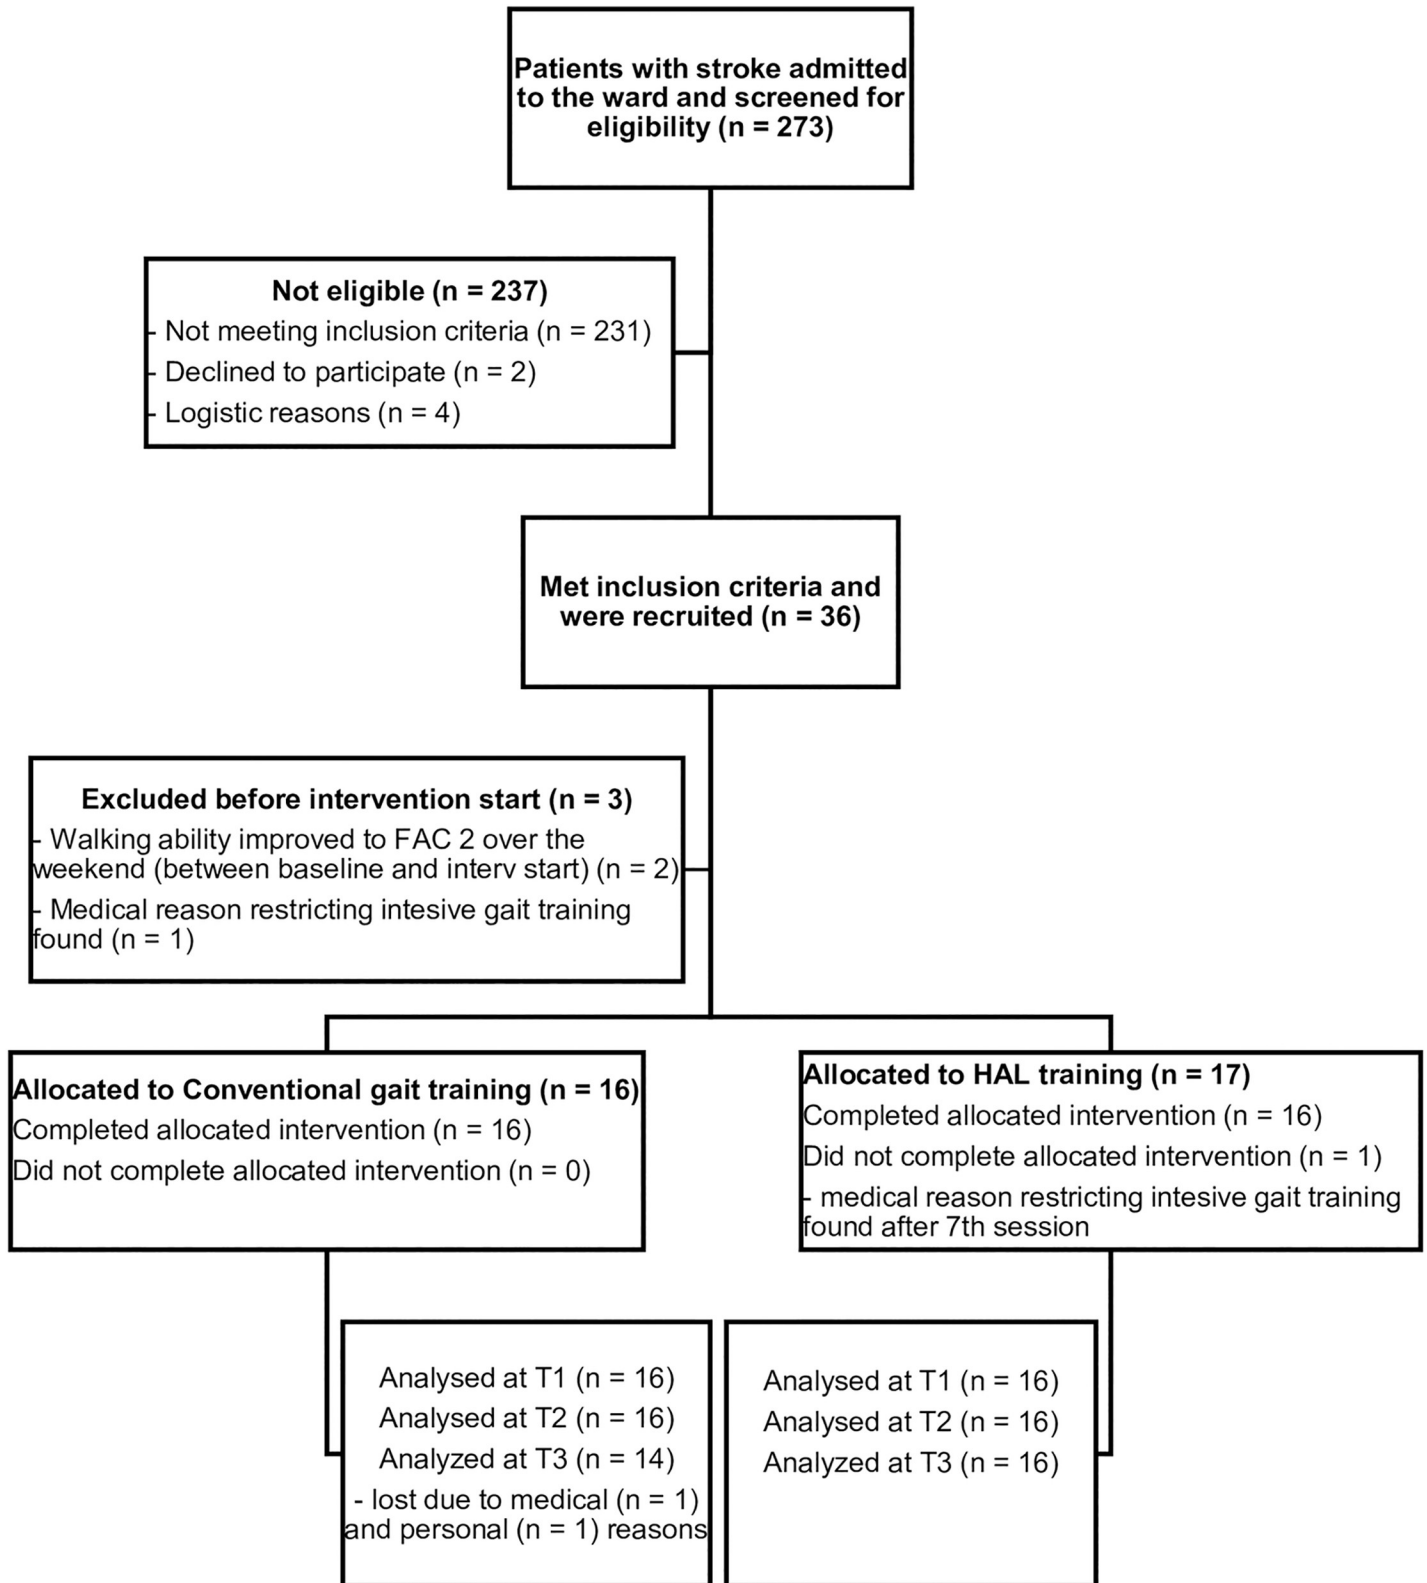 Patients with stroke admitted
to the ward and screened for
eligibility (n = 273)
Not eligible (n = 237)
- Not meeting inclusion criteria (n = 231)
- Declined to participate (n = 2)
- Logistic reasons (n = 4)
Met inclusion criteria and
were recruited (n = 36)
Excluded before intervention start (n = 3)
- Walking ability improved to FAC 2 over the
weekend (between baseline and interv start) (n = 2)
- Medical reason restricting intesive gait training
found (n = 1)
Allocated to Conventional gait training (n = 16)
Completed allocated intervention (n = 16)
Did not complete allocated intervention (n = 0)
Allocated to HAL training (n = 17)
Completed allocated intervention (n = 16)
Did not complete allocated intervention (n = 1)
- medical reason restricting intesive gait training
found after 7th session
Analysed at T1 (n = 16)
Analysed at T2 (n = 16)
Analyzed at T3 (n = 14)
- lost due to medical (n = 1)
and personal (n = 1) reasons
Analysed at T1 (n = 16)
Analysed at T2 (n = 16)
Analyzed at T3 (n = 16)